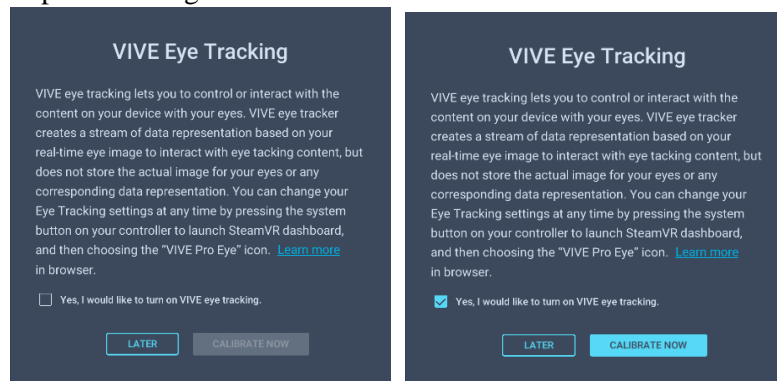 VIVE Eye Tracking
VIVE eye tracking lets you to control or interact with the
content on your device with your eyes. VIVE eye tracker
creates a stream of data representation based on your
real-time eye image to interact with eye tacking content, but
does not store the actual image for your eyes or any
corresponding data representation. You can change your
Eye Tracking settings at any time by pressing the system
button on your controller to launch SteamVR dashboard,
and then choosing the "VIVE Pro Eye" icon. Learn more
in browser.
Yes, I would like to turn on VIVE eye tracking.
LATER CALIBRATE NOW
VIVE Eye Tracking
VIVE eye tracking lets you to control or interact with the
content on your device with your eyes. VIVE eye tracker
creates a stream of data representation based on your
real-time eye image to interact with eye tacking content, but
does not store the actual image for your eyes or any
corresponding data representation. You can change your
Eye Tracking settings at any time by pressing the system
button on your controller to launch SteamVR dashboard,
and then choosing the "VIVE Pro Eye" icon. Learn more
in browser.
Yes, I would like to turn on VIVE eye tracking.
LATER CALIBRATE NOW